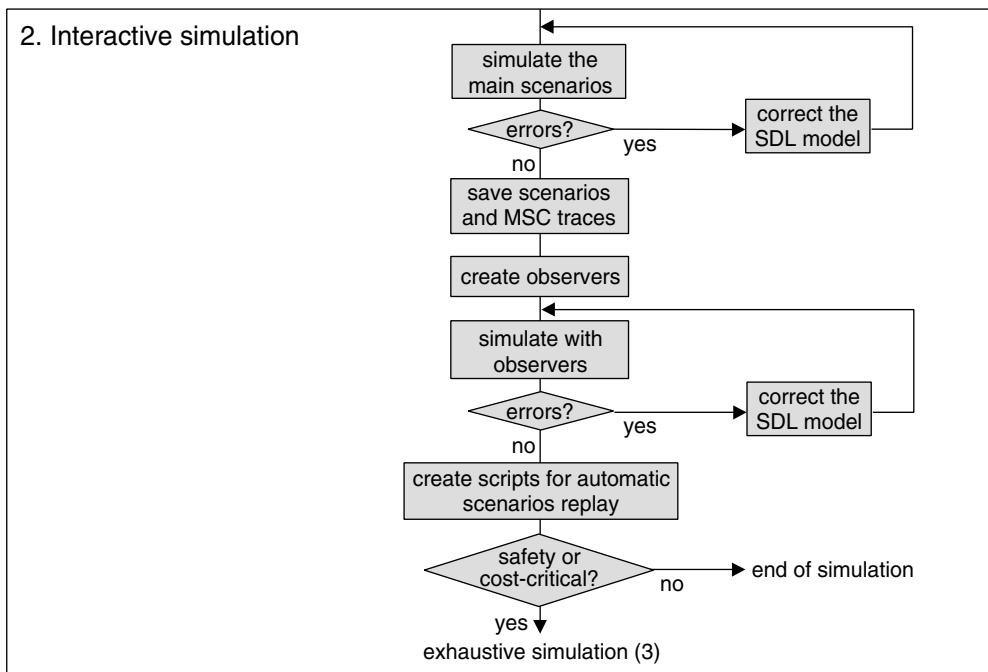 2. Interactive simulation
simulate the
main scenarios
errors?
yes
correct the
SDL model
no
save scenarios
and MSC traces
create observers
simulate with
observers
errors?
yes
correct the
SDL model
no
create scripts for automatic
scenarios replay
safety or
cost-critical?
no
end of simulation
yes
exhaustive simulation (3)